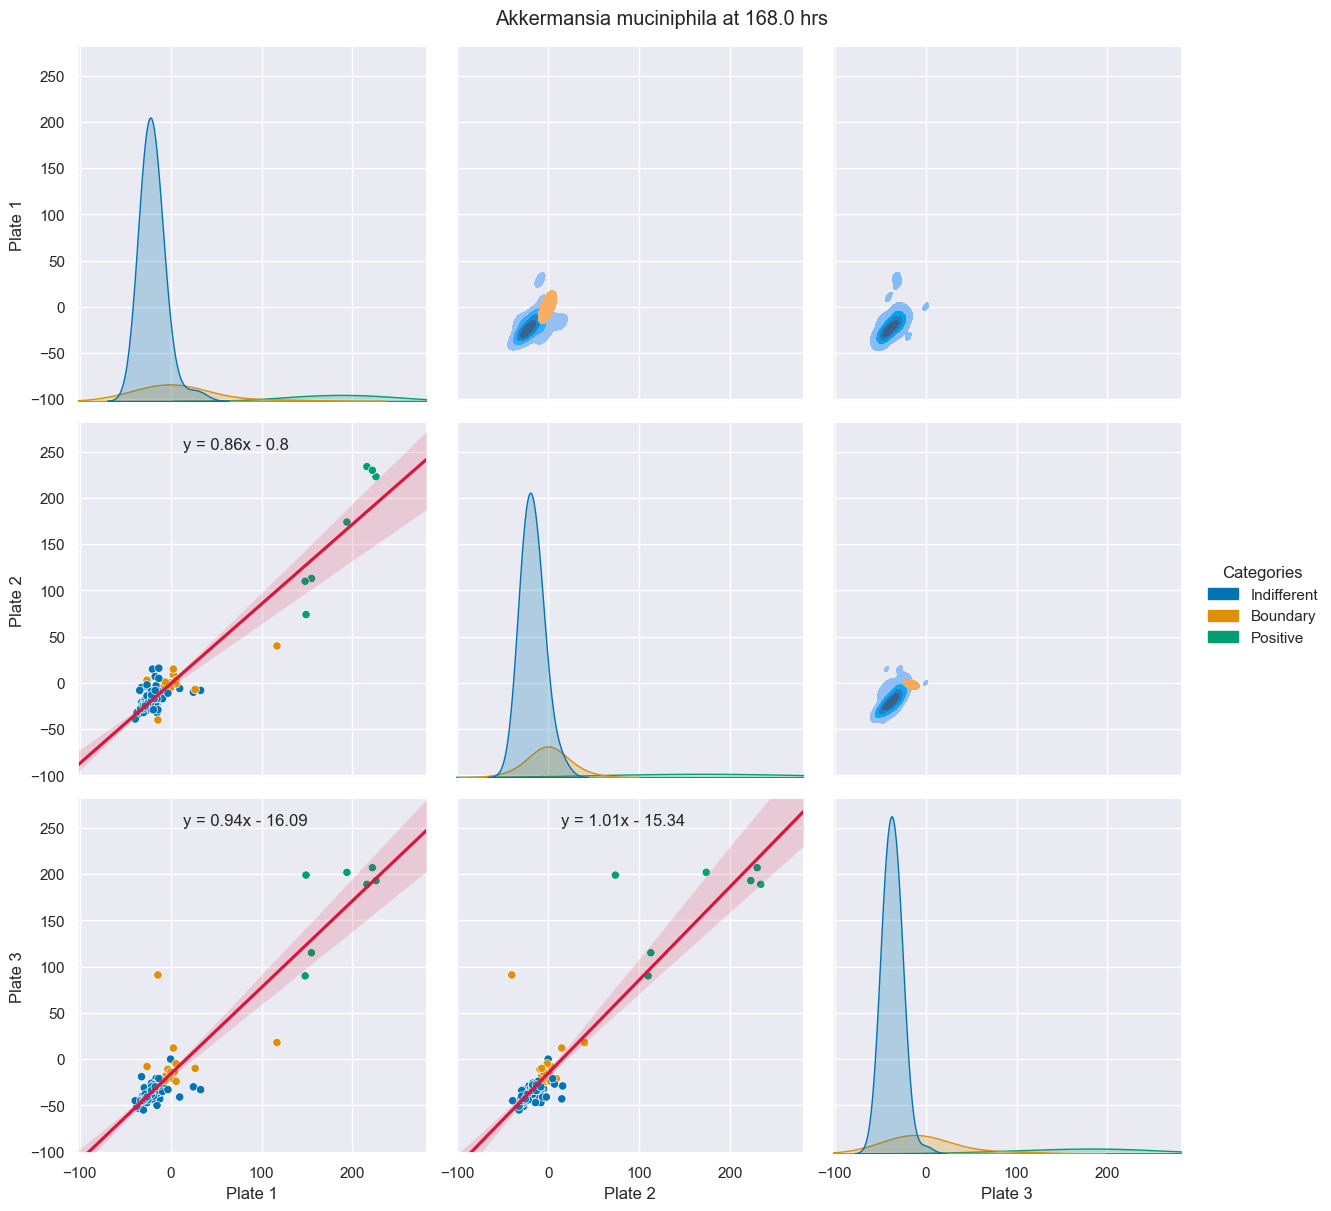 Akkermansia muciniphila at 168.0 hrs
250
200
150
100
50
0
−50
−100
Plate 1
y = 0.86x - 0.8
250
200
150
100
50
0
−50
−100
Plate 2
Categories
Indifferent
Boundary
Positive
y = 0.94x - 16.09
y = 1.01x - 15.34
250
200
150
100
50
0
−50
−100
Plate 3
−100 0 100 200
−100 0 100 200
−100 0 100 200
Plate 1
Plate 2
Plate 3